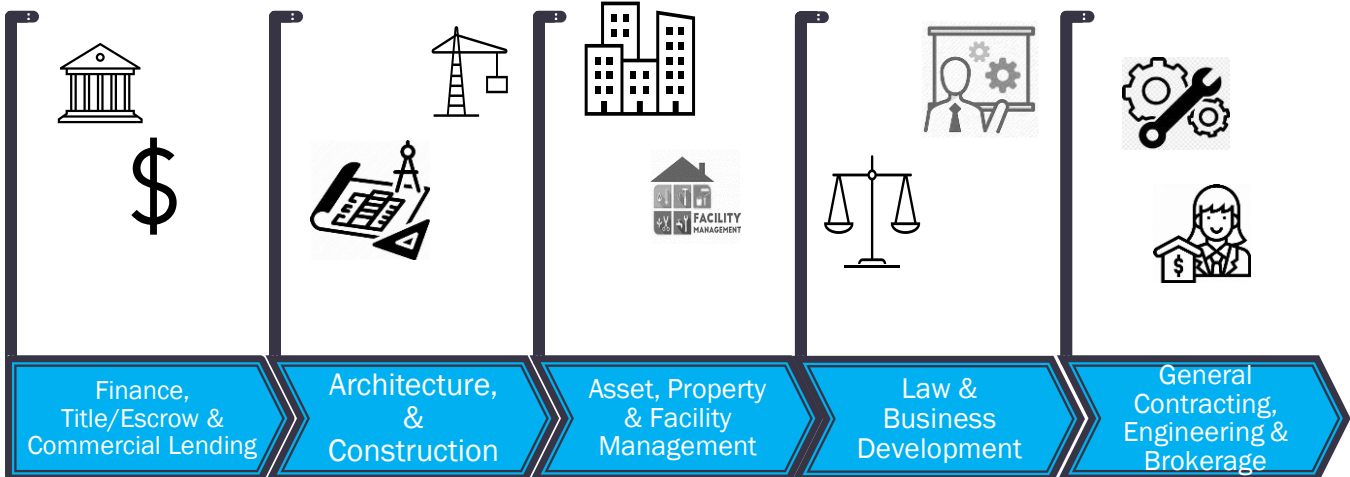 $
FACILITY
MANAGEMENT
$
Finance,
Title/Escrow &
Commercial Lending
Architecture,
&
Construction
Asset, Property
& Facility
Management
Law &
Business
Development
General
Contracting,
Engineering &
Brokerage